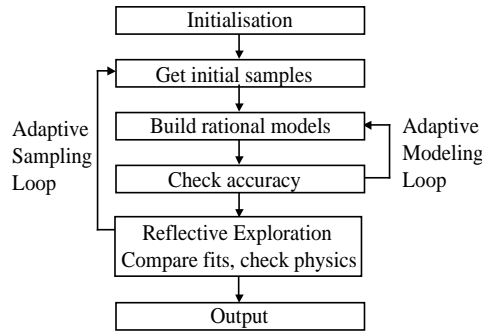 Initialisation
Get initial samples
Build rational models
Check accuracy
Reflective Exploration
Compare fits, check physics
Output
Adaptive
Sampling
Loop
Adaptive
Modeling
Loop